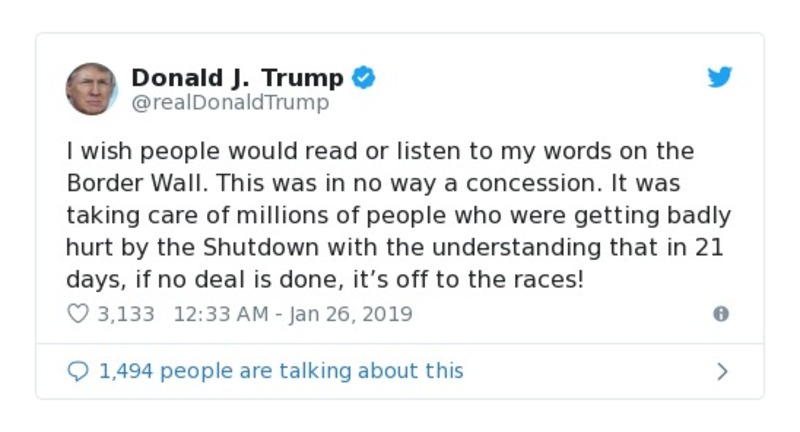 Donald J. Trump
@realDonaldTrump
I wish people would read or listen to my words on the
Border Wall. This was in no way a concession. It was
taking care of millions of people who were getting badly
hurt by the Shutdown with the understanding that in 21
days, if no deal is done, it’s off to the races!
3,133 12:33 AM - Jan 26, 2019
1,494 people are talking about this